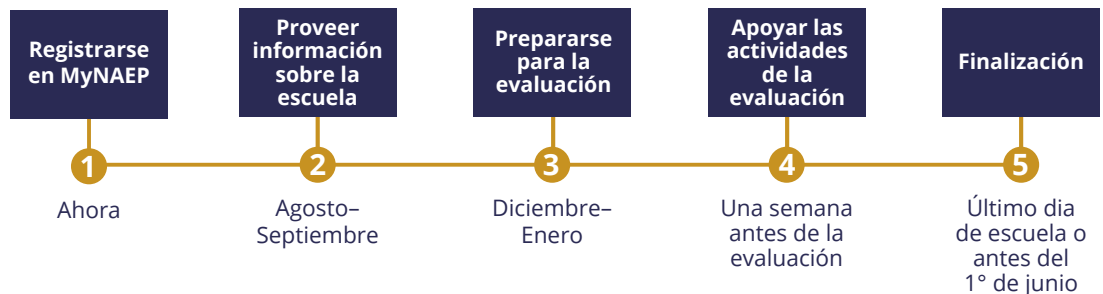 Registrarse
en MyNAEP
Proveer
información
sobre la
escuela
Prepararse
para la
evaluación
Apoyar las
actividades
de la
evaluación
Finalización
1
2
3
4
5
Ahora
Agosto–
Septiembre
Diciembre–
Enero
Una semana
antes de la
evaluación
Último dia
de escuela o
antes del
1° de junio